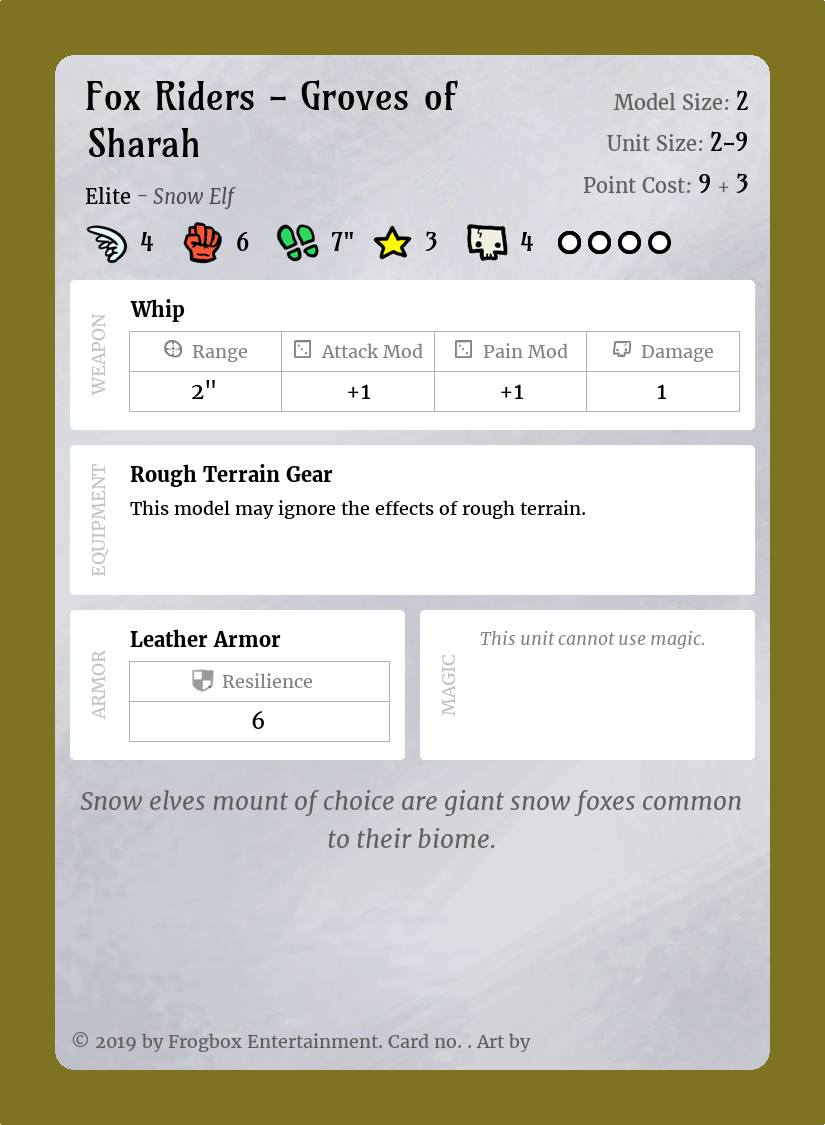 Fox Riders – Groves of
Sharah
Model Size: 2
Unit Size: 2–9
Point Cost: 9 + 3
Elite – Snow Elf
4 6 7" 3 4
WEAPON
Whip
Range Attack Mod Pain Mod Damage
2" +1 +1 1
EQUIPMENT
Rough Terrain Gear
This model may ignore the effects of rough terrain.
ARMOR
Leather Armor
Resilience
6
MAGIC
This unit cannot use magic.
Snow elves mount of choice are giant snow foxes common
to their biome.
© 2019 by Frogbox Entertainment. Card no. . Art by